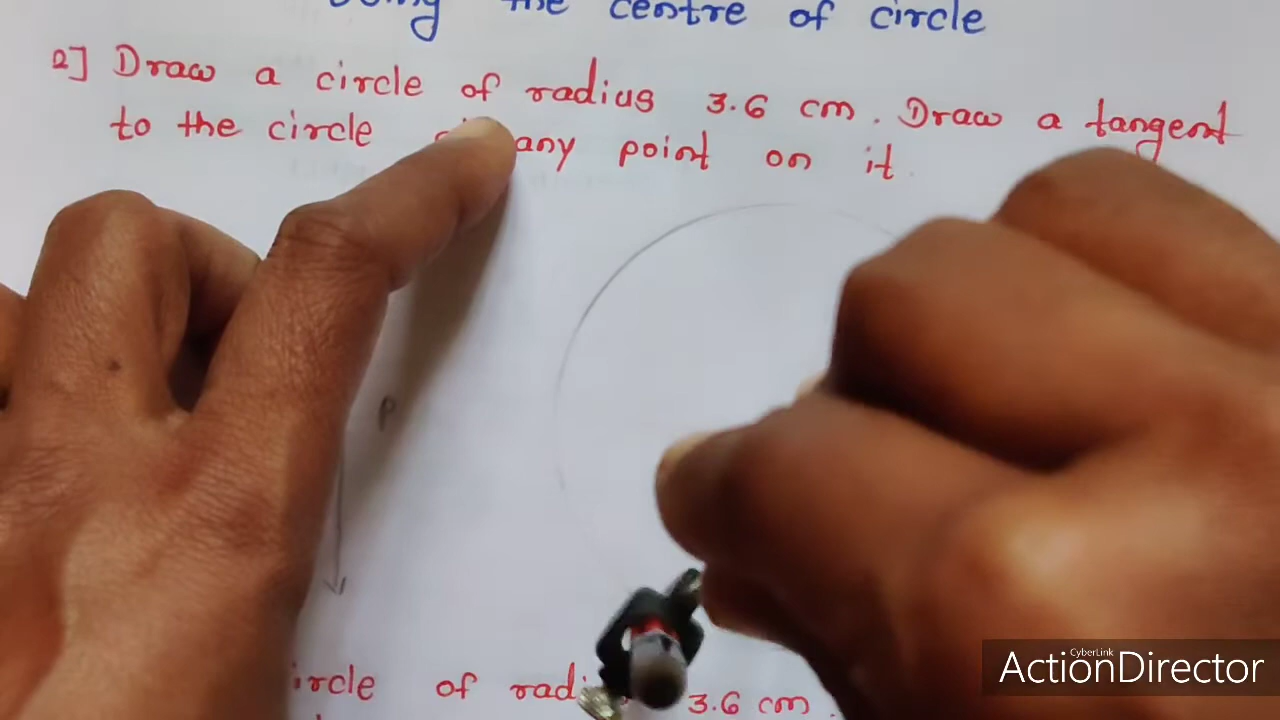 the centre of circle
2] Draw a circle of radius 3.6 cm. Draw a tangent
to the circle any point on it.
P
ircle of radi 3.6 cm.
CyberLink
ActionDirector